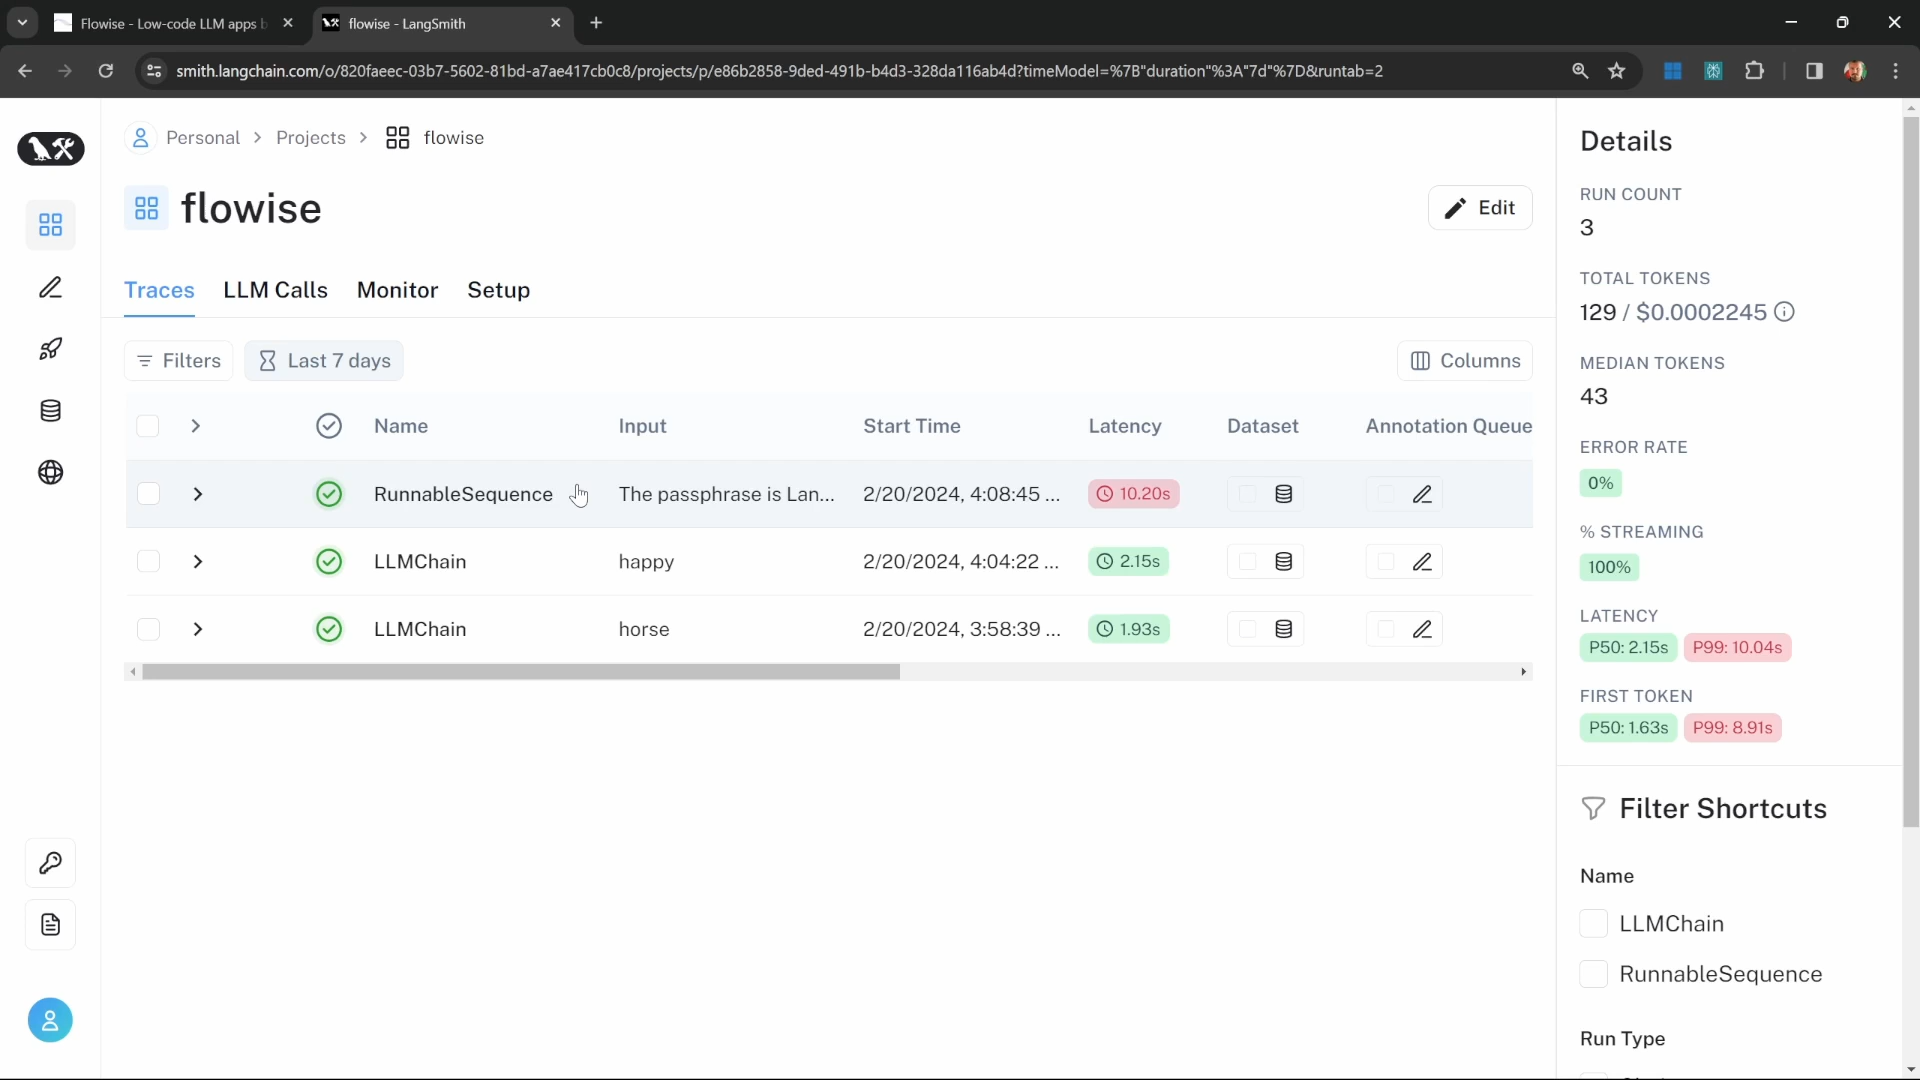 Flowise - Low-code LLM apps b
flowise - LangSmith
smith.langchain.com/o/820faeec-03b7-5602-81bd-a7ae417cb0c8/projects/p/e86b2858-9ded-491b-b4d3-328da116ab4d?timeModel=%7B"duration"%3A"7d"%7D&runtab=2
Personal > Projects > flowise
flowise
Edit
Traces LLM Calls Monitor Setup
Filters Last 7 days Columns
Name Input Start Time Latency Dataset Annotation Queue
RunnableSequence The passphrase is Lan... 2/20/2024, 4:08:45 ... 10.20s
LLMChain happy 2/20/2024, 4:04:22 ... 2.15s
LLMChain horse 2/20/2024, 3:58:39 ... 1.93s
Details
RUN COUNT
3
TOTAL TOKENS
129 / $0.0002245
MEDIAN TOKENS
43
ERROR RATE
0%
% STREAMING
100%
LATENCY
P50: 2.15s P99: 10.04s
FIRST TOKEN
P50: 1.63s P99: 8.91s
Filter Shortcuts
Name
LLMChain
RunnableSequence
Run Type